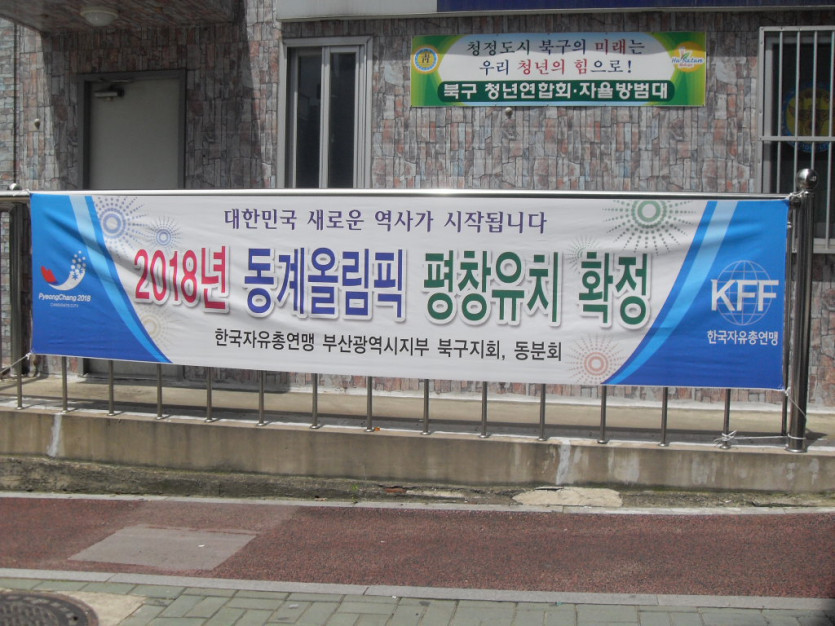 청정도시 북구의 미래는
우리 청년의 힘으로!
북구 청년연합회·자율방범대
대한민국 새로운 역사가 시작됩니다
2018년 동계올림픽 평창유치 확정
한국자유총연맹 부산광역시지부 북구지회, 동분회
PyeongChang 2018
KFF
한국자유총연맹